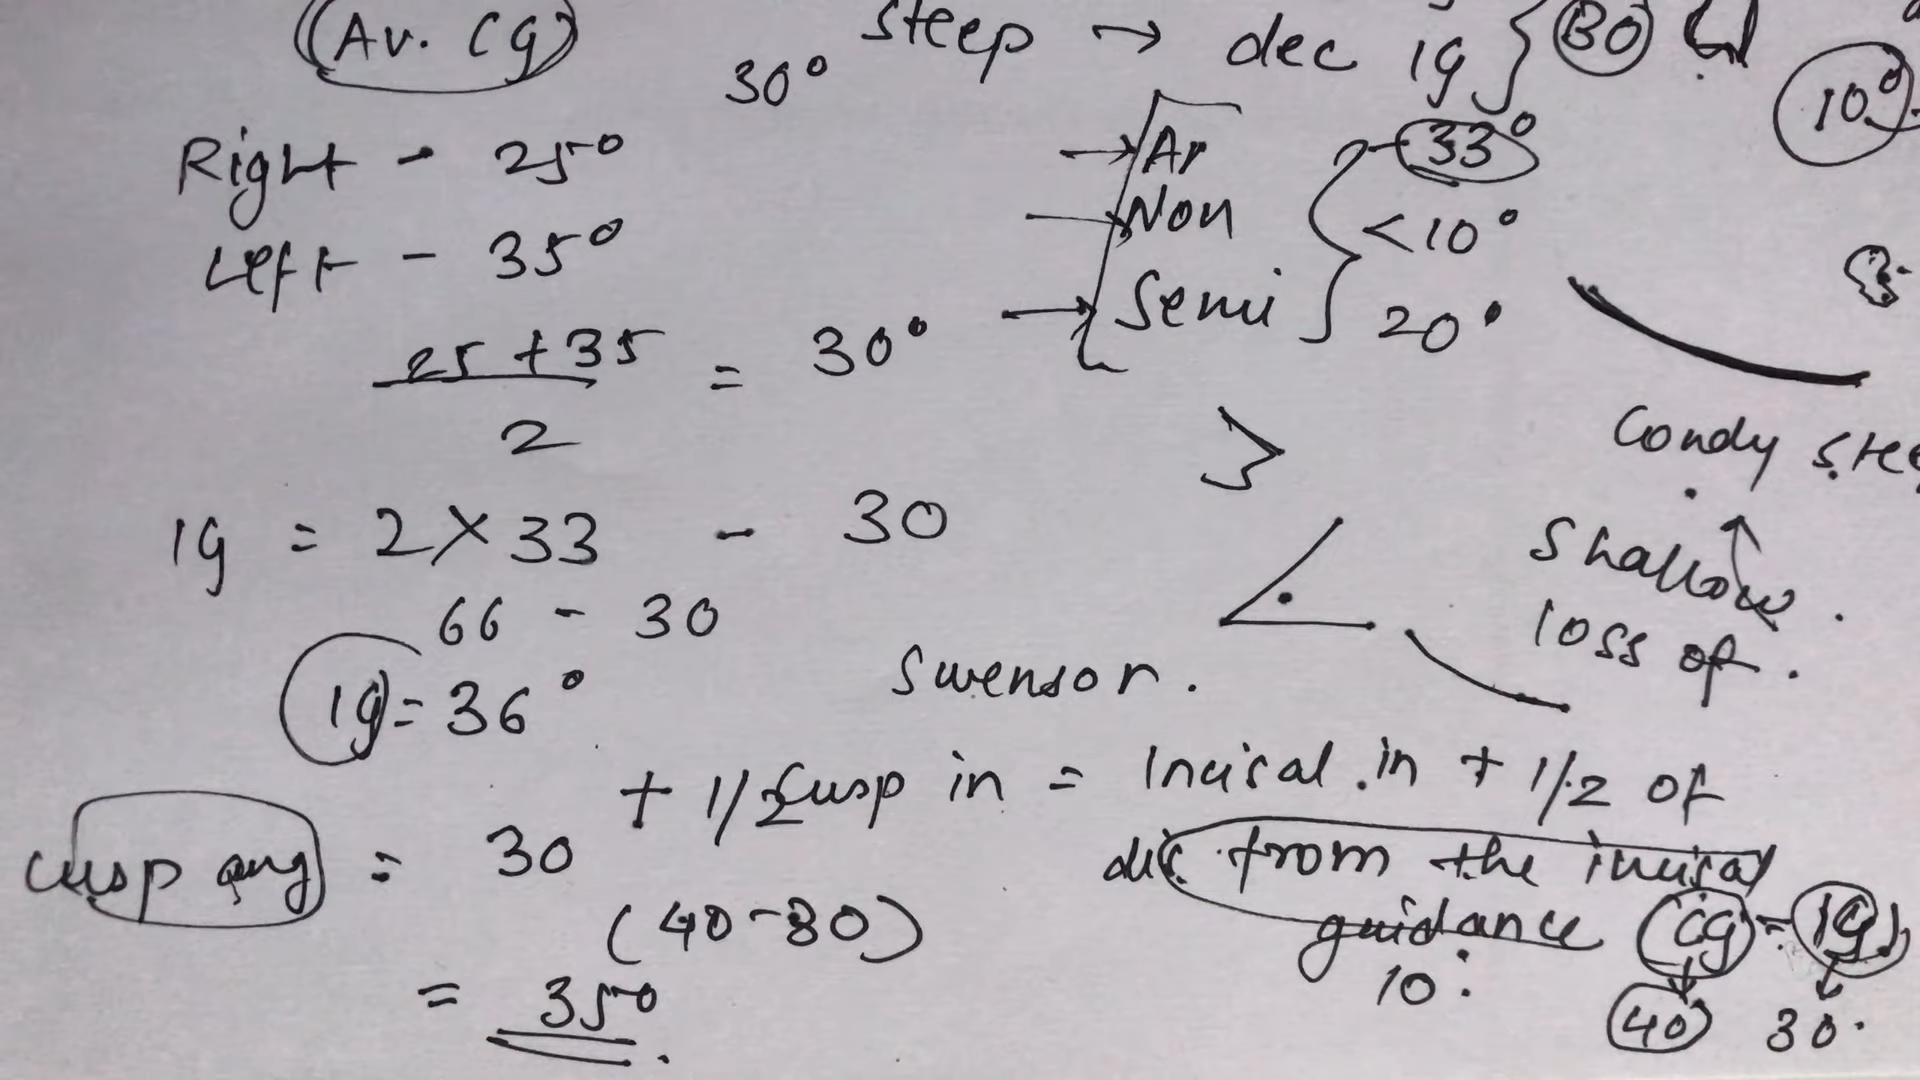 (Av. Cg)
30°
Steep → dec Ig } 30
10°
Right - 25°
Left - 35°
25 + 35 = 30°
2
→ Ar 33°
Non < 10°
→ Semi 20°
Condy Stee
Shallow
loss of.
Ig = 2 × 33 - 30
66 - 30
Ig = 36°
Swensor.
+ 1/2 Cusp in = Incisal in + 1/2 of
from the incisal
guidance (Cg - Ig)
10:
40 30.
Cusp ang = 30
(40-30)
= 35°.